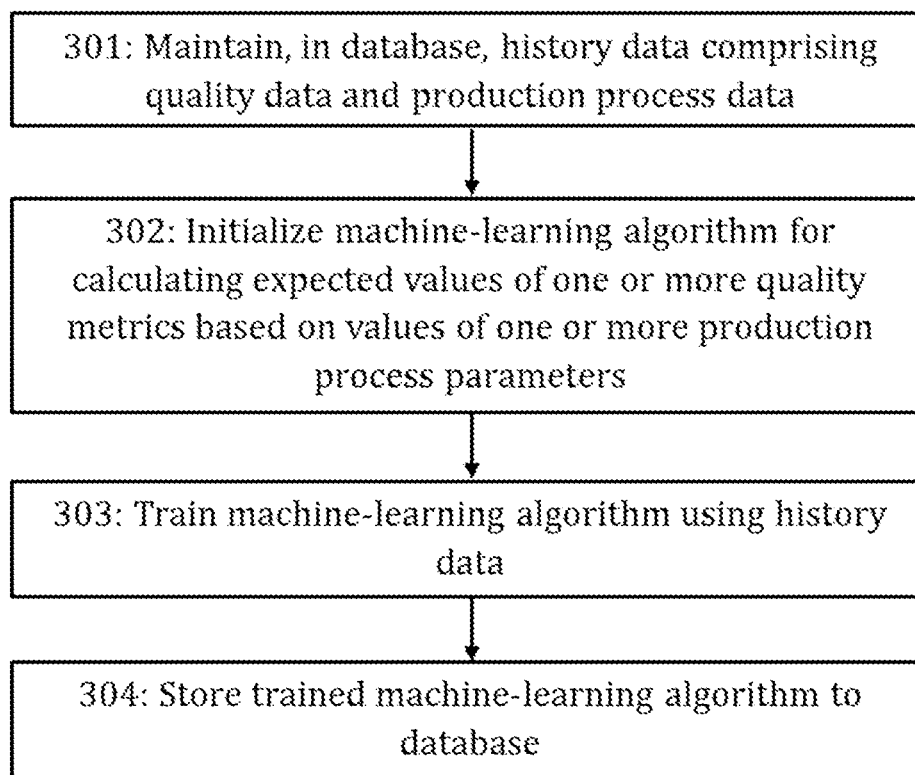 301: Maintain, in database, history data comprising
quality data and production process data
302: Initialize machine-learning algorithm for
calculating expected values of one or more quality
metrics based on values of one or more production
process parameters
303: Train machine-learning algorithm using history
data
304: Store trained machine-learning algorithm to
database